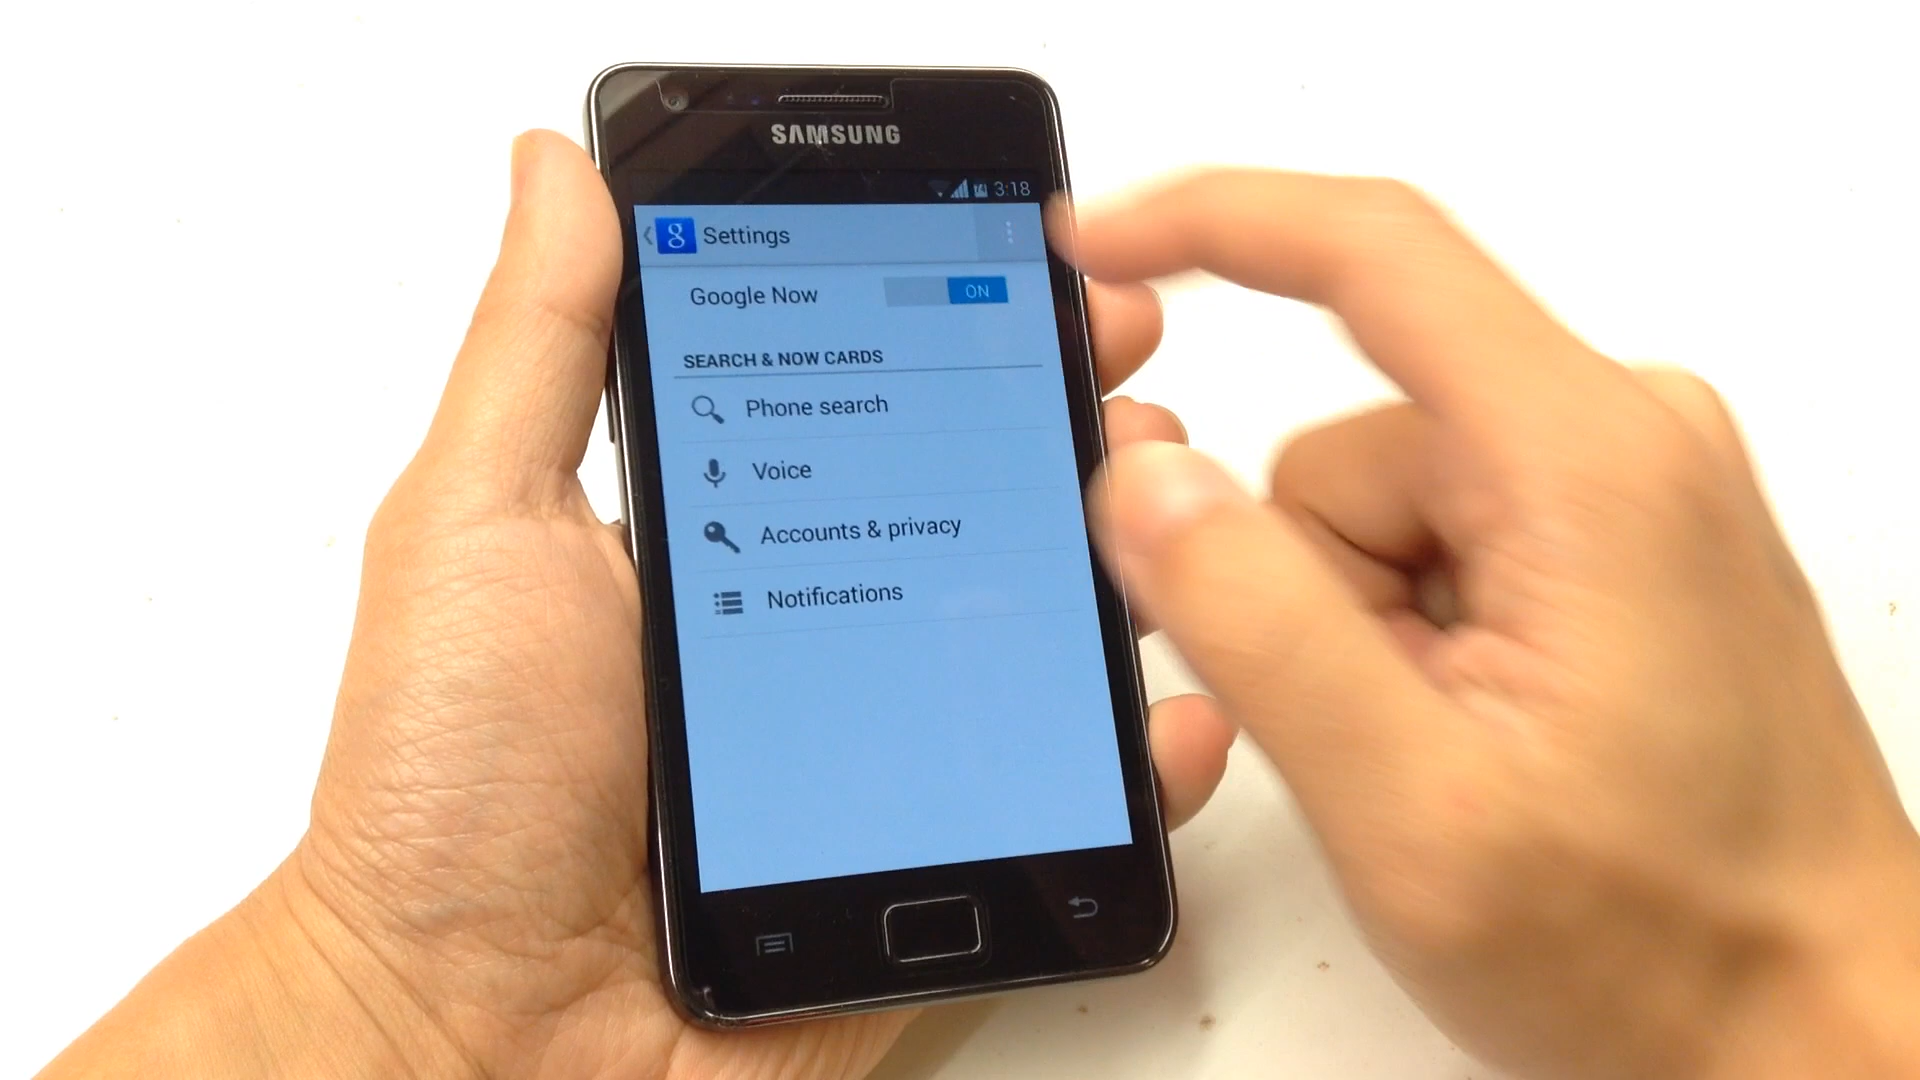 SAMSUNG
3:18
g Settings
Google Now ON
SEARCH & NOW CARDS
Phone search
Voice
Accounts & privacy
Notifications